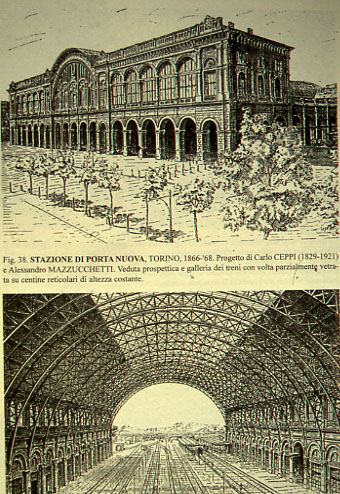 Fig. 38. STAZIONE DI PORTA NUOVA, TORINO, 1866-'68. Progetto di Carlo CEPPI (1829-1921)
e Alessandro MAZZUCCHETTI. Veduta prospettica e galleria dei treni con volta parzialmente vetra-
ta su centine reticolari di altezza costante.